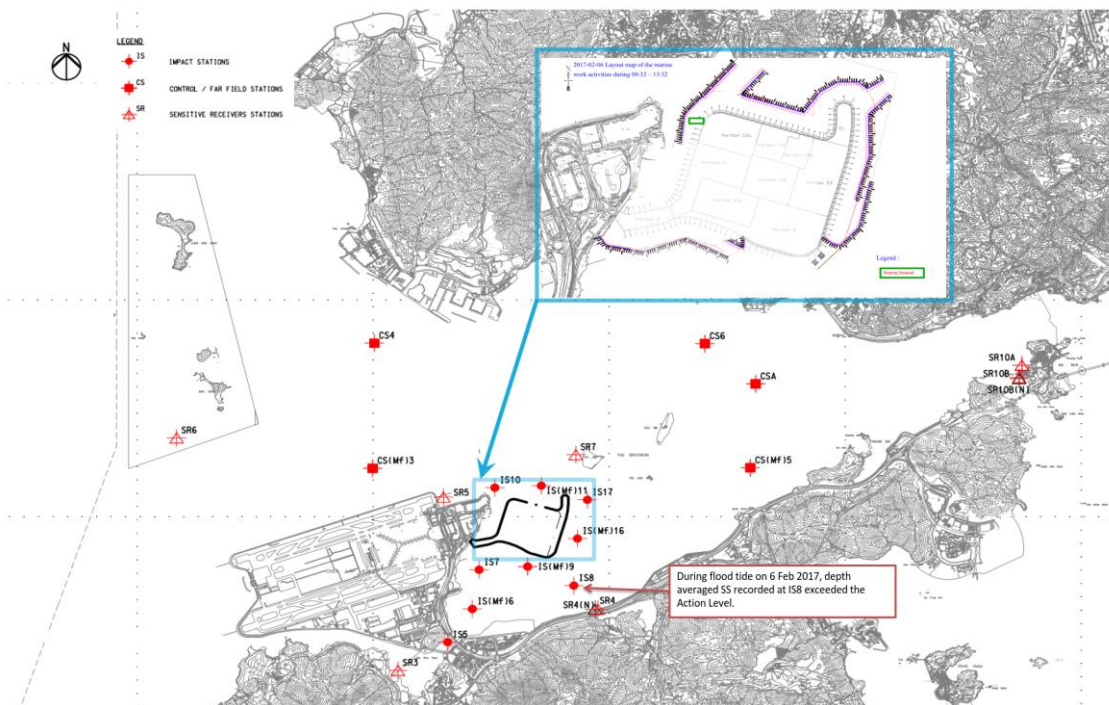 LEGEND
N
IS
IMPACT STATIONS
CS
CONTROL / FAR FIELD STATIONS
SR
SENSITIVE RECEIVERS STATIONS
2017-02-06 Layout map of the marine
work activities during 09:32 – 13:32
Legend :
CS4
CS6
CSA
SR10A
SR10B
SR10B(N)
SR6
SR7
THE BROTHERS
CS(Mf)3
CS(Mf)5
SR5
IS10
IS(Mf)11
IS17
IS(Mf)16
IS7
IS(Mf)9
IS8
During flood tide on 6 Feb 2017, depth
averaged SS recorded at IS8 exceeded the
Action Level.
IS(Mf)6
SR4(N)
SR4
IS5
SR3